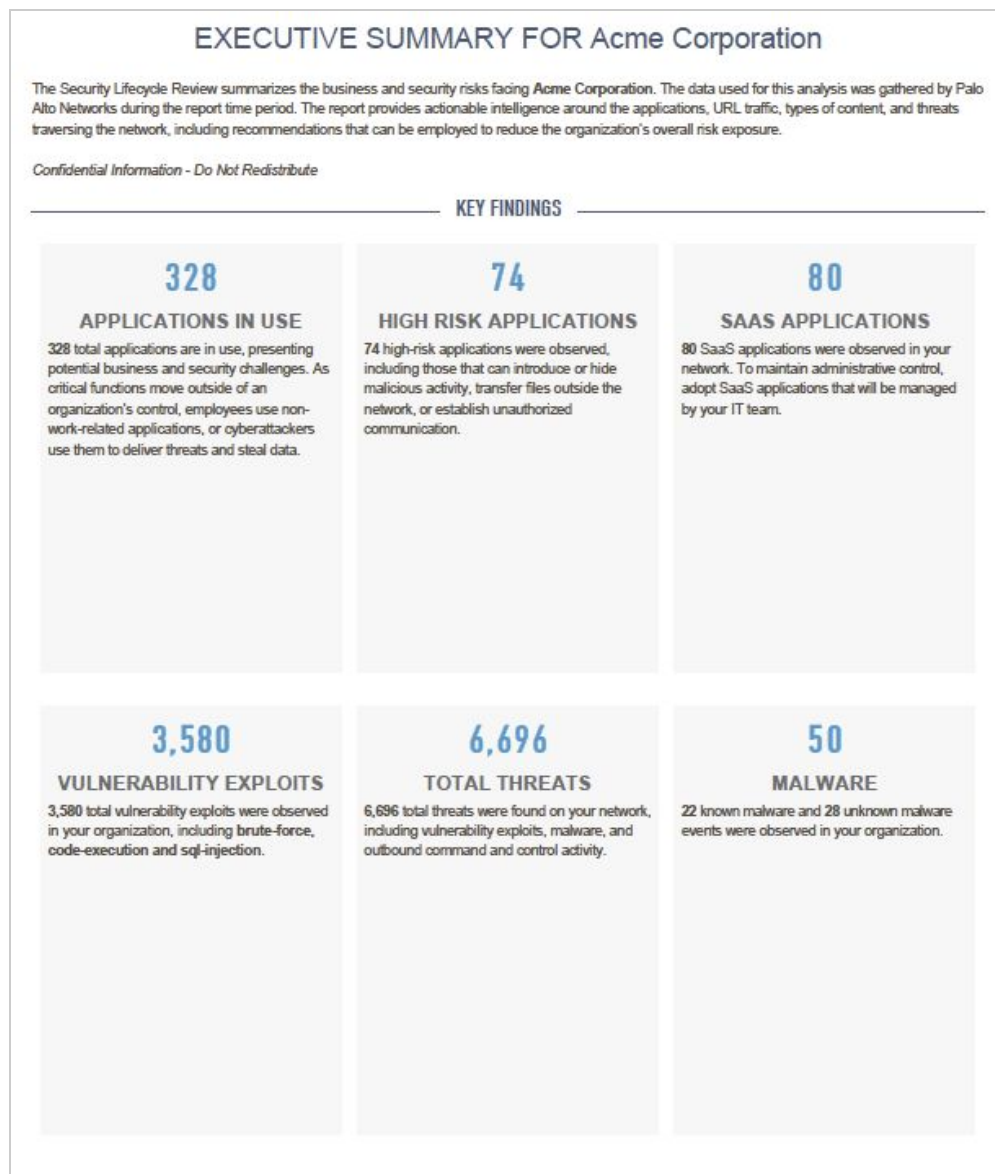 EXECUTIVE SUMMARY FOR Acme Corporation
The Security Lifecycle Review summarizes the business and security risks facing Acme Corporation. The data used for this analysis was gathered by Palo
Alto Networks during the report time period. The report provides actionable intelligence around the applications, URL traffic, types of content, and threats
traversing the network, including recommendations that can be employed to reduce the organization's overall risk exposure.
Confidential Information - Do Not Redistribute
KEY FINDINGS
328
APPLICATIONS IN USE
328 total applications are in use, presenting
potential business and security challenges. As
critical functions move outside of an
organization's control, employees use non-
work-related applications, or cyberattackers
use them to deliver threats and steal data.
74
HIGH RISK APPLICATIONS
74 high-risk applications were observed,
including those that can introduce or hide
malicious activity, transfer files outside the
network, or establish unauthorized
communication.
80
SAAS APPLICATIONS
80 SaaS applications were observed in your
network. To maintain administrative control,
adopt SaaS applications that will be managed
by your IT team.
3,580
VULNERABILITY EXPLOITS
3,580 total vulnerability exploits were observed
in your organization, including brute-force,
code-execution and sql-injection.
6,696
TOTAL THREATS
6,696 total threats were found on your network,
including vulnerability exploits, malware, and
outbound command and control activity.
50
MALWARE
22 known malware and 28 unknown malware
events were observed in your organization.